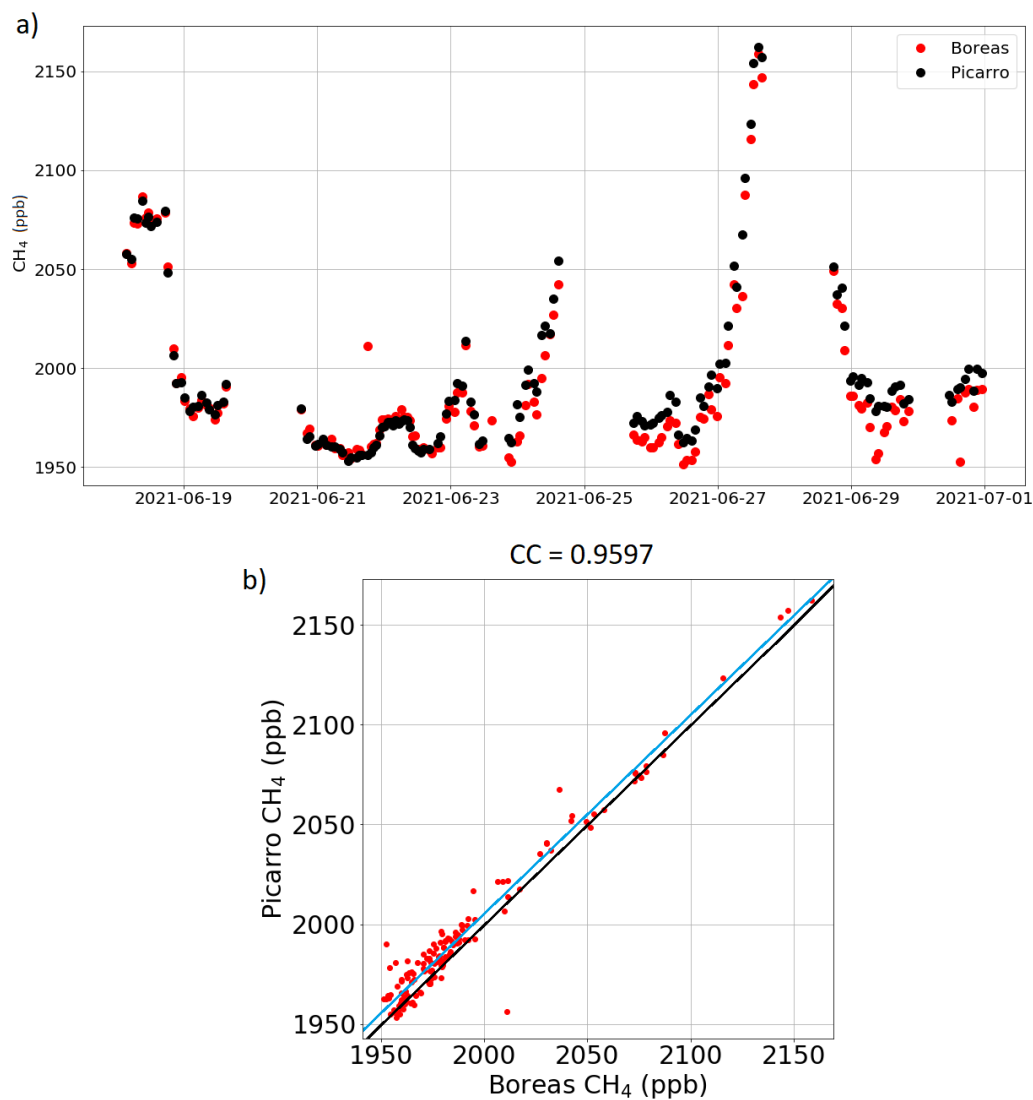 a)
2150
2100
2050
2000
1950
CH₄ (ppb)
Boreas
Picarro
2021-06-19 2021-06-21 2021-06-23 2021-06-25 2021-06-27 2021-06-29 2021-07-01
CC = 0.9597
b)
2150
2100
2050
2000
1950
Picarro CH₄ (ppb)
1950 2000 2050 2100 2150
Boreas CH₄ (ppb)